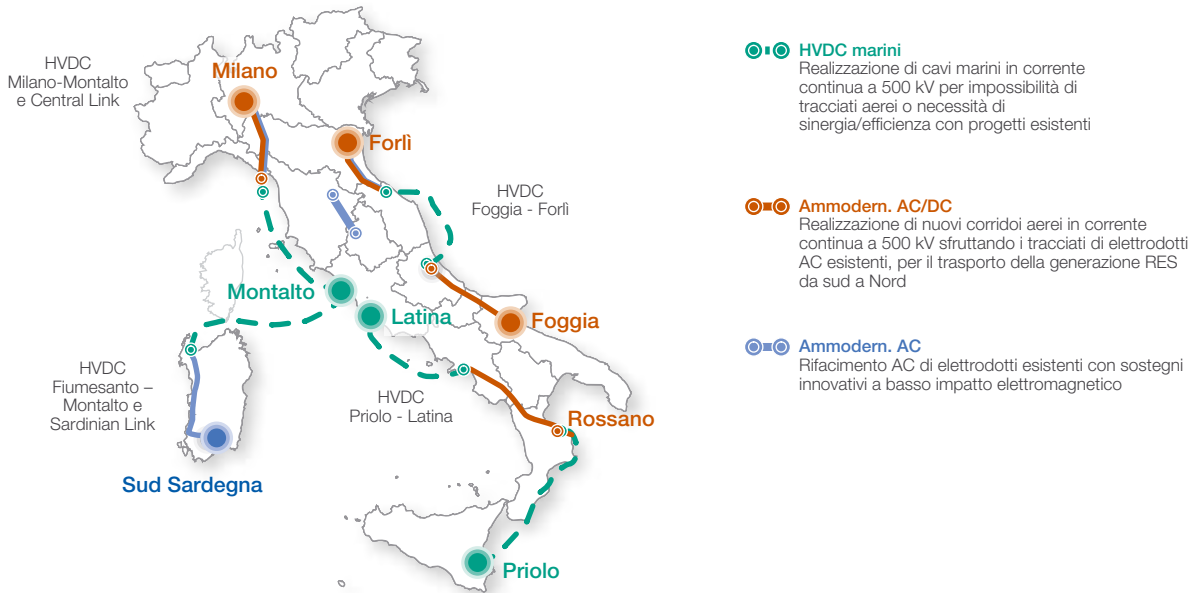 HVDC
Milano-Montalto
e Central Link
Milano
Forlì
HVDC
Foggia - Forlì
Montalto
Latina
Foggia
HVDC
Fiumesanto –
Montalto e
Sardinian Link
HVDC
Priolo - Latina
Rossano
Sud Sardegna
Priolo
HVDC marini
Realizzazione di cavi marini in corrente
continua a 500 kV per impossibilità di
tracciati aerei o necessità di
sinergia/efficienza con progetti esistenti
Ammodern. AC/DC
Realizzazione di nuovi corridoi aerei in corrente
continua a 500 kV sfruttando i tracciati di elettrodotti
AC esistenti, per il trasporto della generazione RES
da sud a Nord
Ammodern. AC
Rifacimento AC di elettrodotti esistenti con sostegni
innovativi a basso impatto elettromagnetico